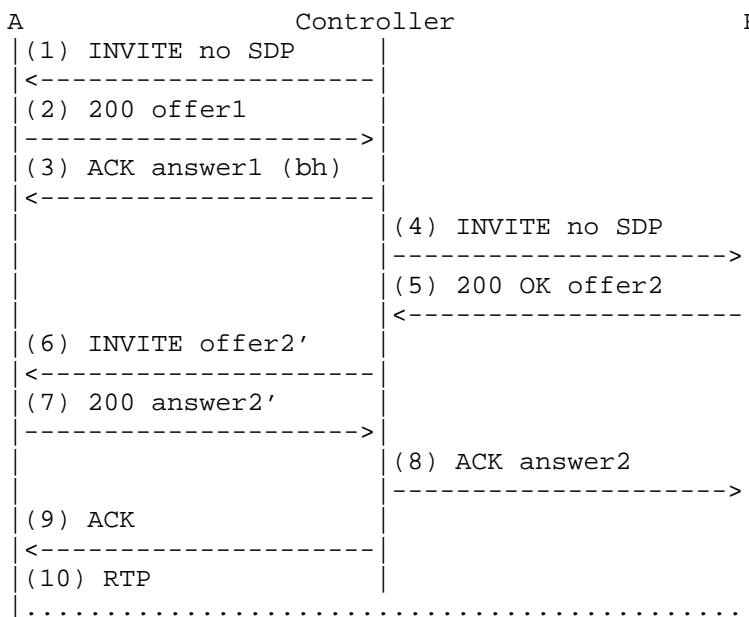 A Controller
(1) INVITE no SDP
<---------------------
(2) 200 offer1
--------------------->
(3) ACK answer1 (bh)
<---------------------
(4) INVITE no SDP
--------------------->
(5) 200 OK offer2
<---------------------
(6) INVITE offer2’
<---------------------
(7) 200 answer2’
--------------------->
(8) ACK answer2
--------------------->
(9) ACK
<---------------------
(10) RTP
.............................................